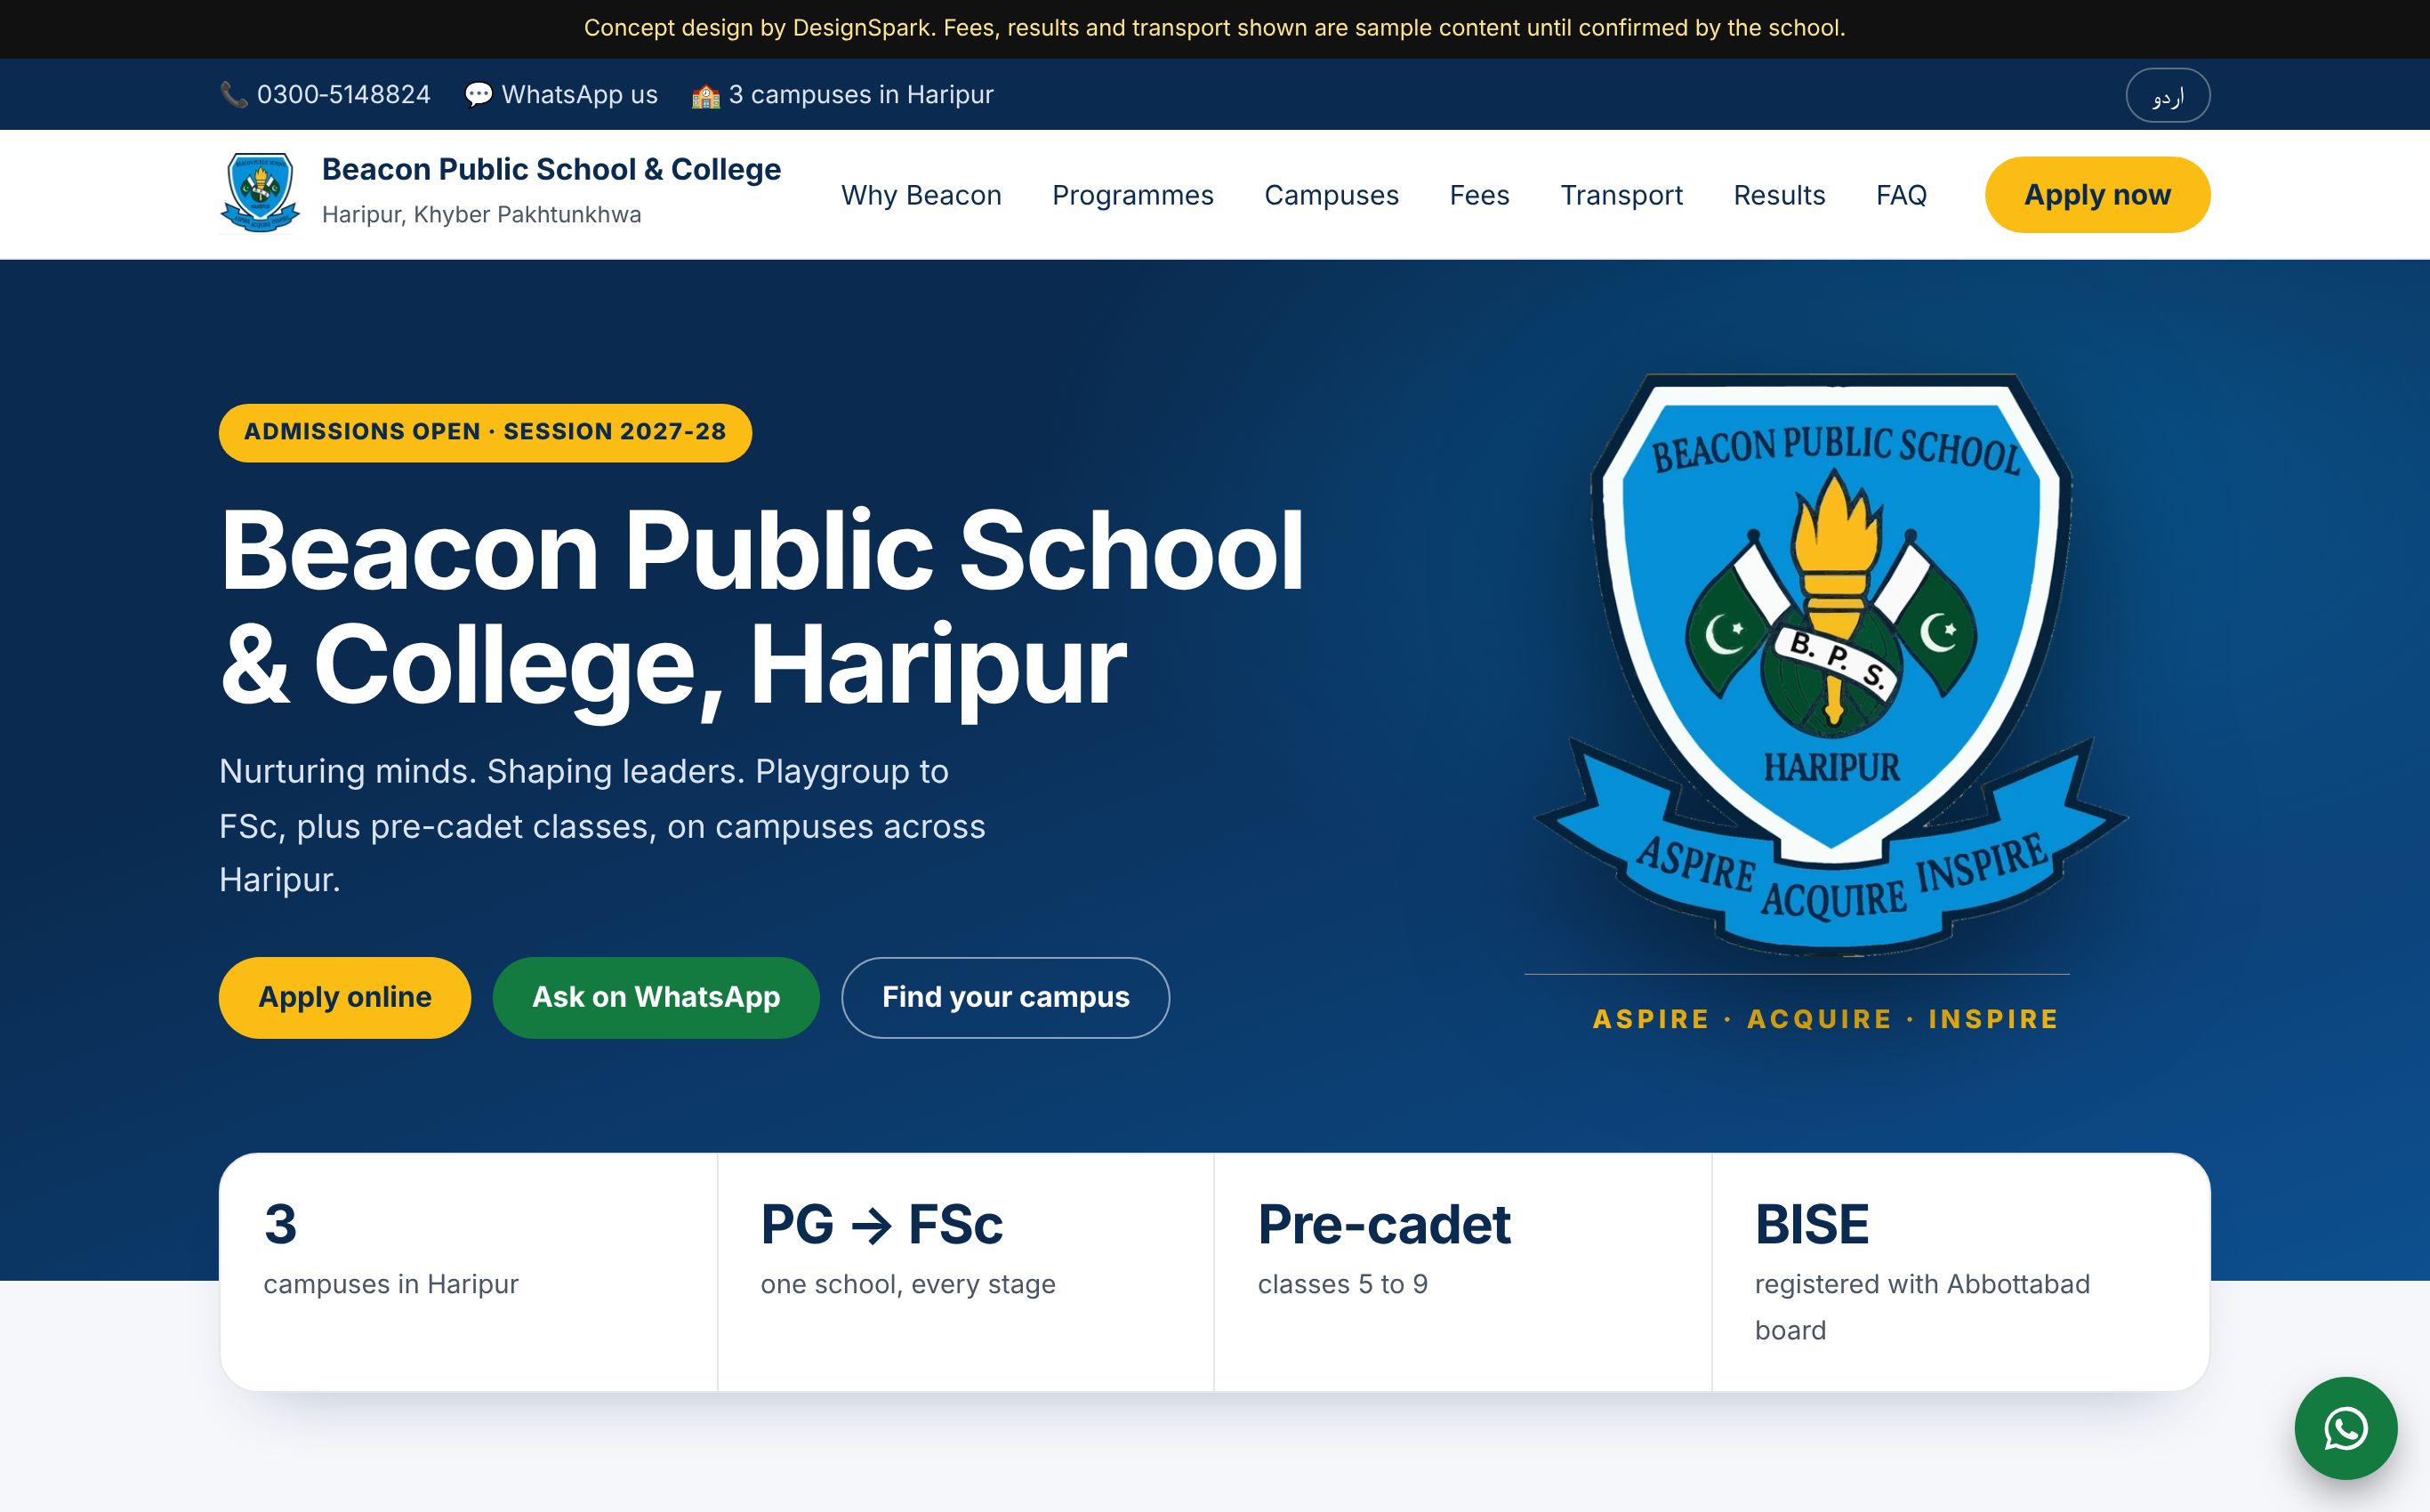 Concept design by DesignSpark. Fees, results and transport shown are sample content until confirmed by the school.
📞 0300-5148824 💬 WhatsApp us 🏫 3 campuses in Haripur اردو
Beacon Public School & College
Haripur, Khyber Pakhtunkhwa
Why Beacon Programmes Campuses Fees Transport Results FAQ Apply now
ADMISSIONS OPEN · SESSION 2027-28
Beacon Public School
& College, Haripur
Nurturing minds. Shaping leaders. Playgroup to
FSc, plus pre-cadet classes, on campuses across
Haripur.
Apply online Ask on WhatsApp Find your campus
BEACON PUBLIC SCHOOL
B. P. S.
HARIPUR
ASPIRE ACQUIRE INSPIRE
ASPIRE · ACQUIRE · INSPIRE
3
campuses in Haripur
PG → FSc
one school, every stage
Pre-cadet
classes 5 to 9
BISE
registered with Abbottabad
board